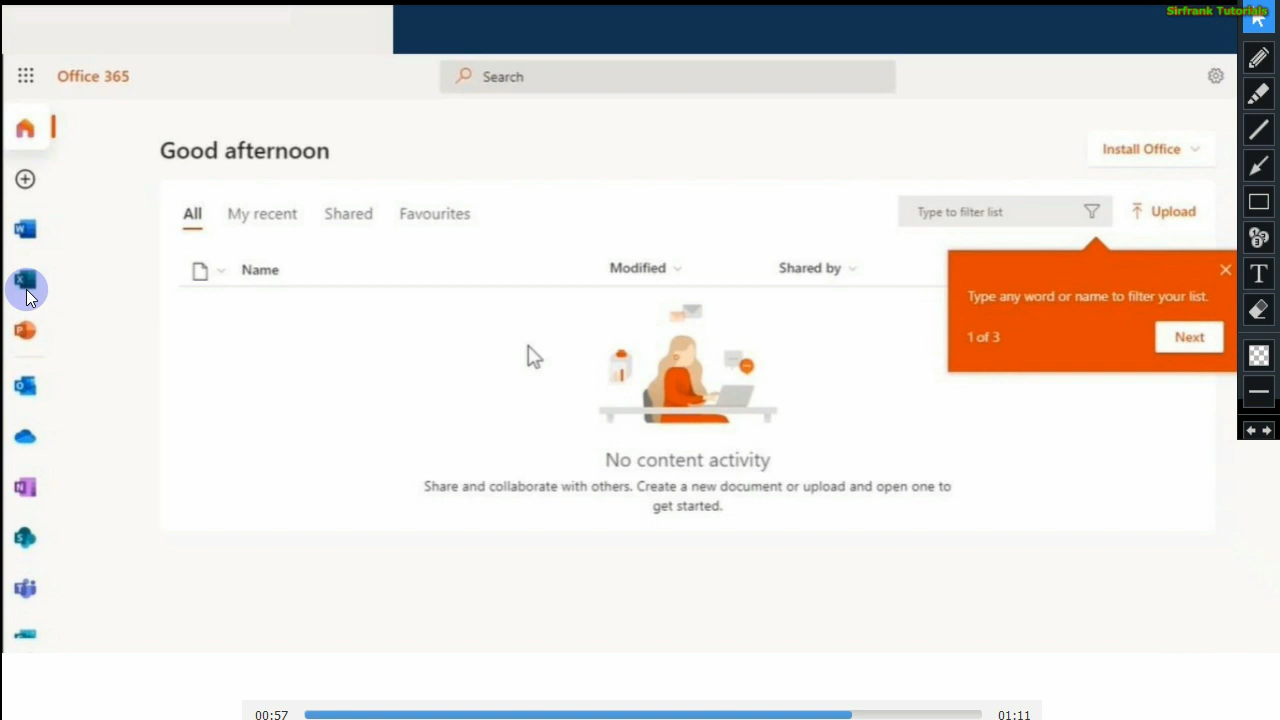 Sirfrank Tutorials
Office 365
Search
Good afternoon
Install Office
All My recent Shared Favourites
Type to filter list
Upload
Name Modified Shared by
Type any word or name to filter your list.
1 of 3 Next
No content activity
Share and collaborate with others. Create a new document or upload and open one to
get started.
00:57 01:11